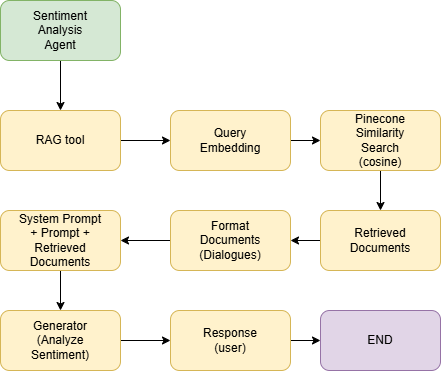 Sentiment
Analysis
Agent
RAG tool
Query
Embedding
Pinecone
Similarity
Search
(cosine)
System Prompt
+ Prompt +
Retrieved
Documents
Format
Documents
(Dialogues)
Retrieved
Documents
Generator
(Analyze
Sentiment)
Response
(user)
END